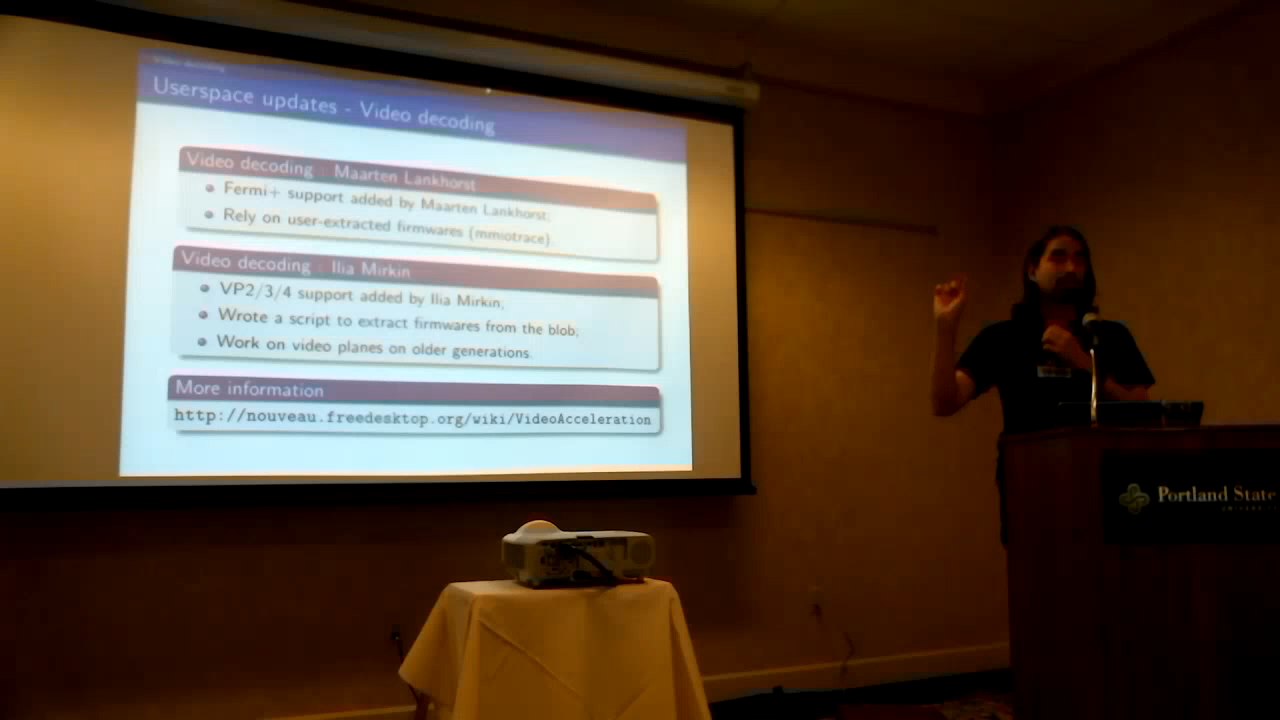 Video decoding
Userspace updates - Video decoding
Video decoding : Maarten Lankhorst
Fermi+ support added by Maarten Lankhorst;
Rely on user-extracted firmwares (mmiotrace).
Video decoding : Ilia Mirkin
VP2/3/4 support added by Ilia Mirkin;
Wrote a script to extract firmwares from the blob;
Work on video planes on older generations.
More information
http://nouveau.freedesktop.org/wiki/VideoAcceleration
Portland State
UNIVERSITY